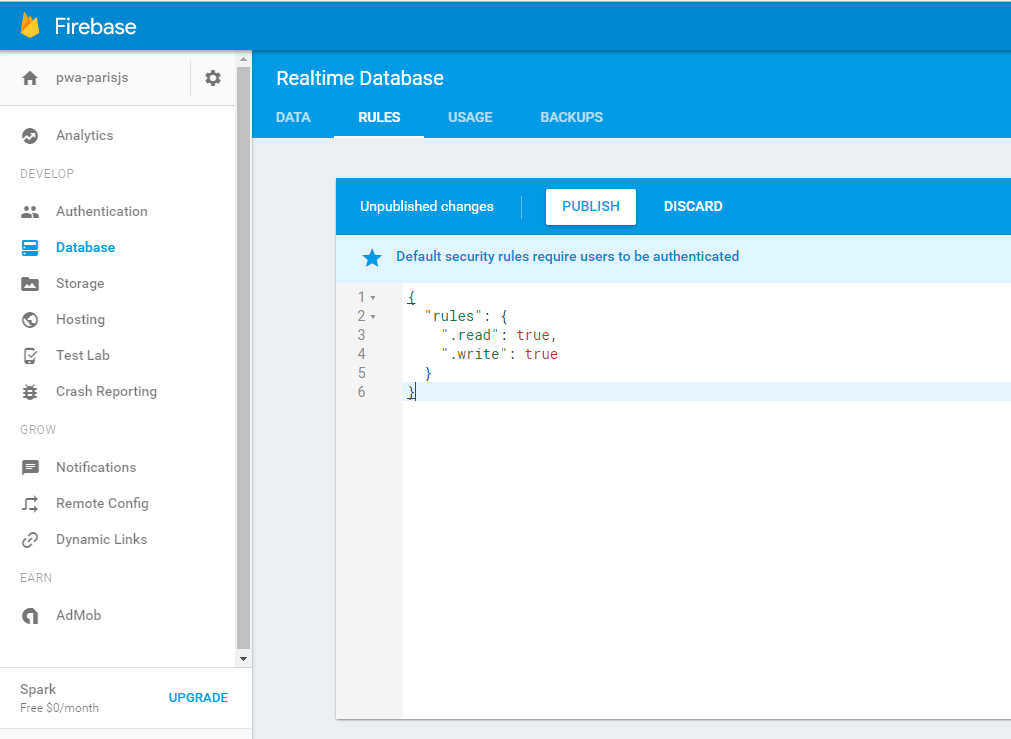 Firebase
pwa-parisjs
Analytics
DEVELOP
Authentication
Database
Storage
Hosting
Test Lab
Crash Reporting
GROW
Notifications
Remote Config
Dynamic Links
EARN
AdMob
Spark
Free $0/month
UPGRADE
Realtime Database
DATA RULES USAGE BACKUPS
Unpublished changes PUBLISH DISCARD
Default security rules require users to be authenticated
1 {
2 "rules": {
3 ".read": true,
4 ".write": true
5 }
6 }